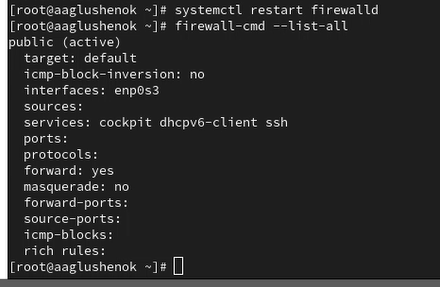 [root@aaglushenok ~]# systemctl restart firewalld
[root@aaglushenok ~]# firewall-cmd --list-all
public (active)
  target: default
  icmp-block-inversion: no
  interfaces: enp0s3
  sources:
  services: cockpit dhcpv6-client ssh
  ports:
  protocols:
  forward: yes
  masquerade: no
  forward-ports:
  source-ports:
  icmp-blocks:
  rich rules:
[root@aaglushenok ~]#